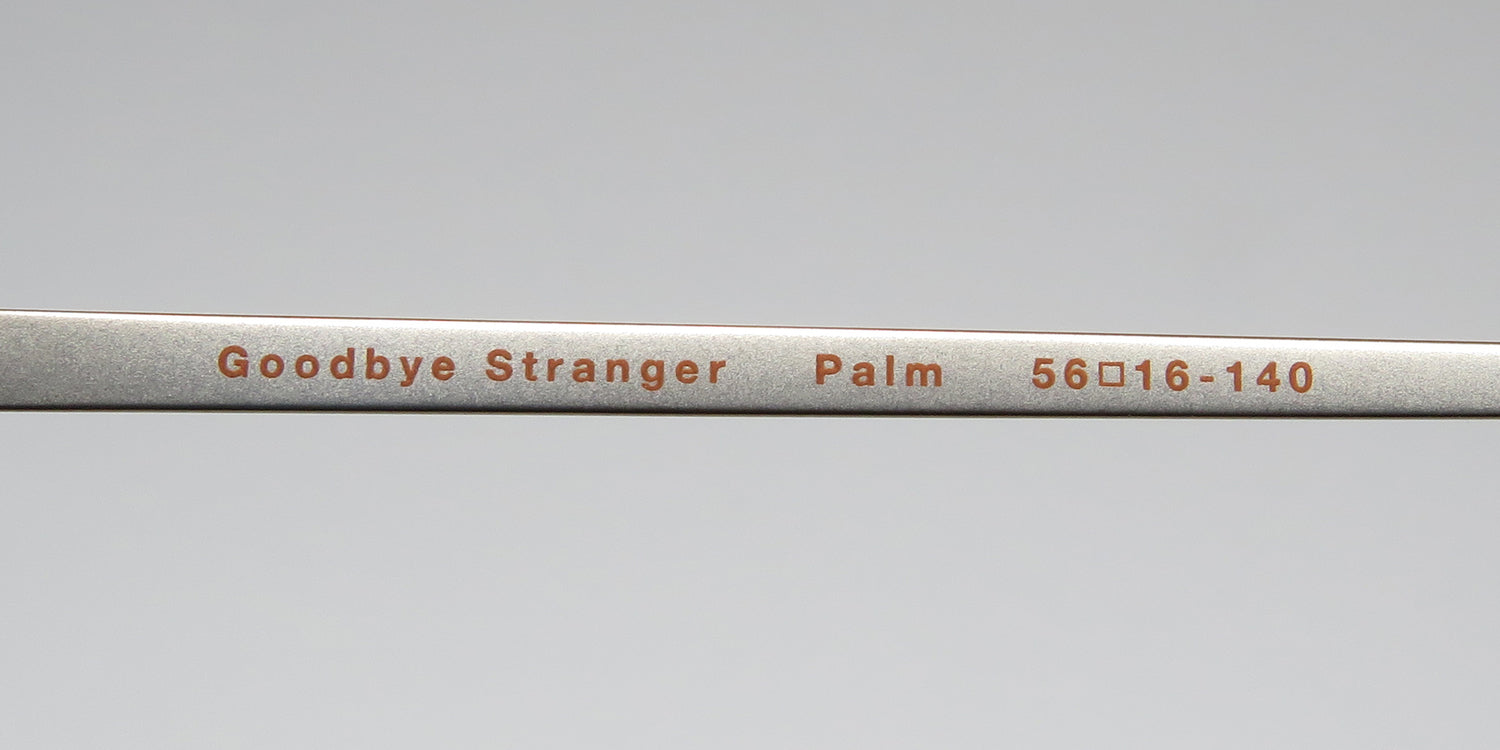 Goodbye Stranger Palm 56□16-140